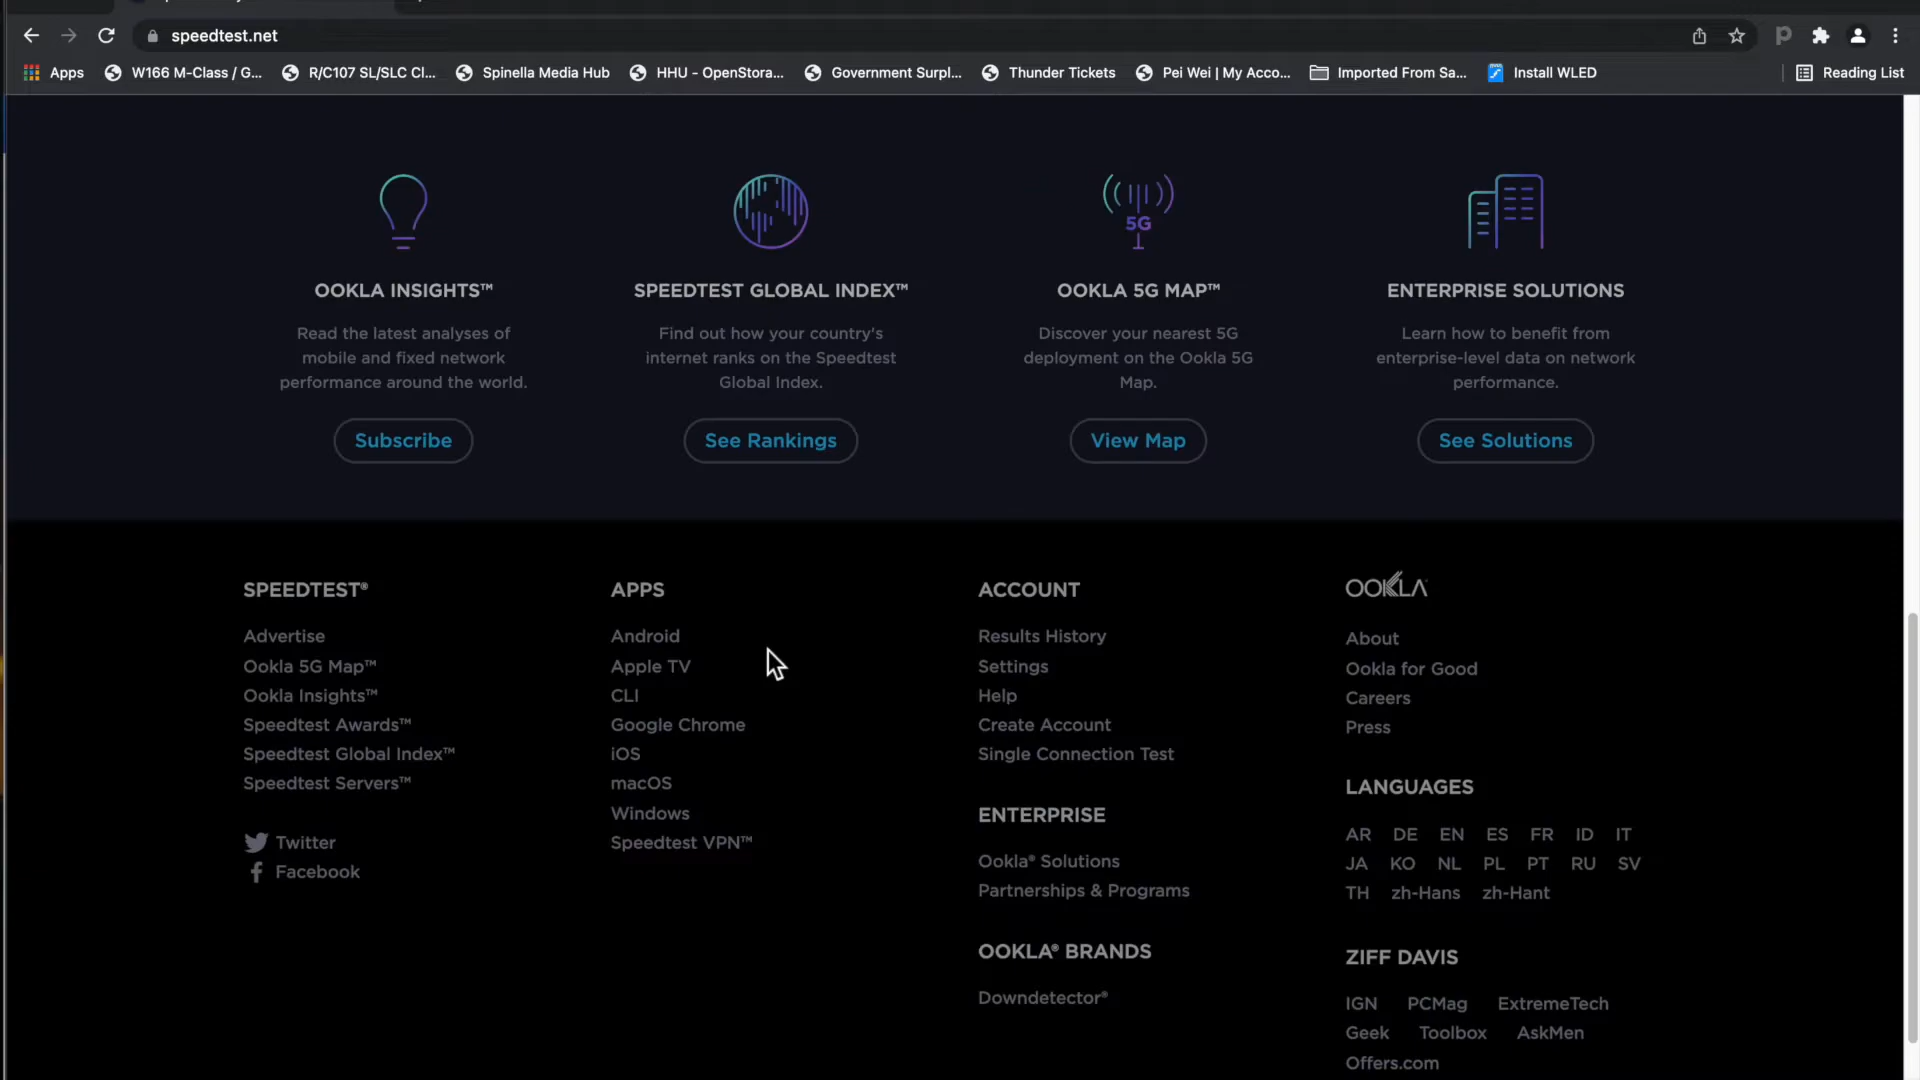 speedtest.net
Apps
W166 M-Class / G...
R/C107 SL/SLC Cl...
Spinella Media Hub
HHU - OpenStora...
Government Surpl...
Thunder Tickets
Pei Wei | My Acco...
Imported From Sa...
Install WLED
Reading List
5G
OOKLA INSIGHTS™
Read the latest analyses of
mobile and fixed network
performance around the world.
Subscribe
SPEEDTEST GLOBAL INDEX™
Find out how your country's
internet ranks on the Speedtest
Global Index.
See Rankings
OOKLA 5G MAP™
Discover your nearest 5G
deployment on the Ookla 5G
Map.
View Map
ENTERPRISE SOLUTIONS
Learn how to benefit from
enterprise-level data on network
performance.
See Solutions
SPEEDTEST®
Advertise
Ookla 5G Map™
Ookla Insights™
Speedtest Awards™
Speedtest Global Index™
Speedtest Servers™
Twitter
Facebook
APPS
Android
Apple TV
CLI
Google Chrome
iOS
macOS
Windows
Speedtest VPN™
ACCOUNT
Results History
Settings
Help
Create Account
Single Connection Test
ENTERPRISE
Ookla® Solutions
Partnerships & Programs
OOKLA® BRANDS
Downdetector®
OOKLA
About
Ookla for Good
Careers
Press
LANGUAGES
AR DE EN ES FR ID IT
JA KO NL PL PT RU SV
TH zh-Hans zh-Hant
ZIFF DAVIS
IGN PCMag ExtremeTech
Geek Toolbox AskMen
Offers.com